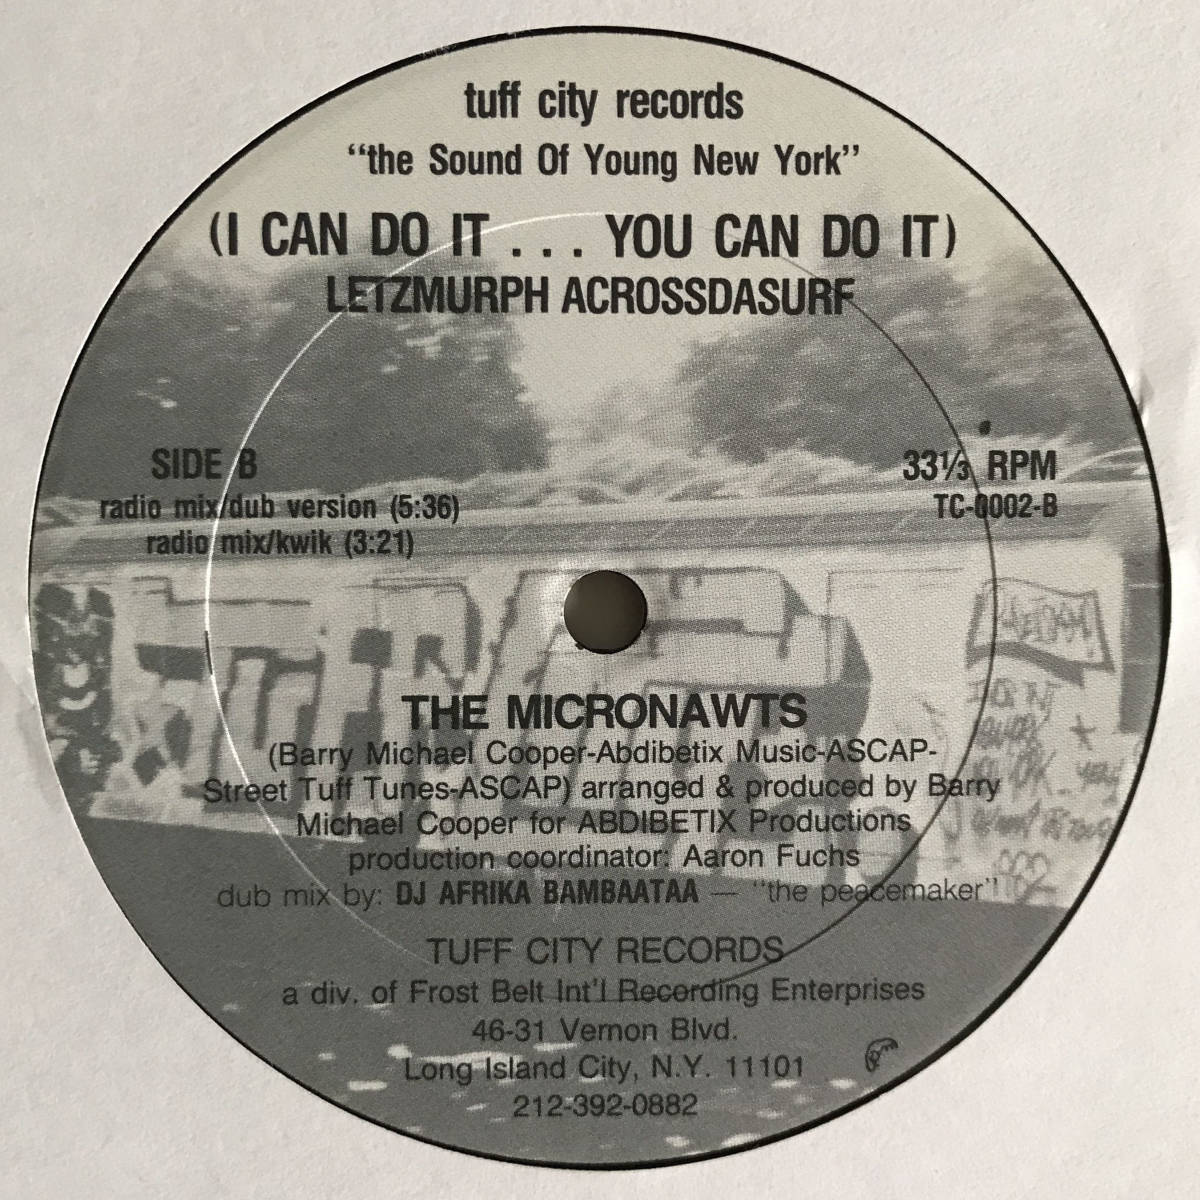 tuff city records
“the Sound Of Young New York”
(I CAN DO IT . . . YOU CAN DO IT)
LETZMURPH ACROSSDASURF
SIDE B
33⅓ RPM
radio mix/dub version (5:36)
TC-0002-B
radio mix/kwik (3:21)
THE MICRONAWTS
(Barry Michael Cooper-Abdibetix Music-ASCAP-
Street Tuff Tunes-ASCAP) arranged & produced by Barry
Michael Cooper for ABDIBETIX Productions
production coordinator: Aaron Fuchs
dub mix by: DJ AFRIKA BAMBAATAA — "the peacemaker"
TUFF CITY RECORDS
a div. of Frost Belt Int'l Recording Enterprises
46-31 Vernon Blvd.
Long Island City, N.Y. 11101
212-392-0882